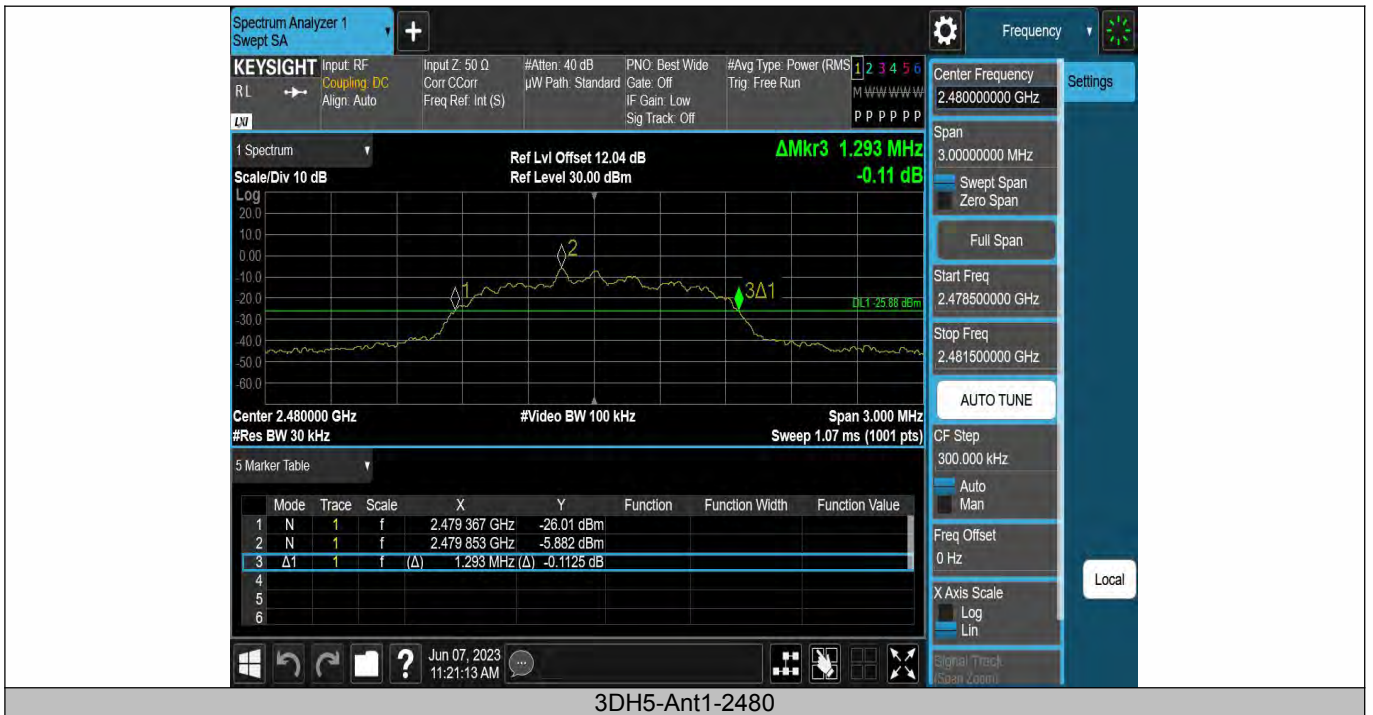 Spectrum Analyzer 1
Swept SA
+
Frequency
KEYSIGHT
RL
LXI
Input: RF
Coupling: DC
Align: Auto
Input Z: 50 Ω
Corr CCorr
Freq Ref: Int (S)
#Atten: 40 dB
µW Path: Standard
PNO: Best Wide
Gate: Off
IF Gain: Low
Sig Track: Off
#Avg Type: Power (RMS
Trig: Free Run
1 2 3 4 5 6
M W W W W W
P P P P P P
Center Frequency
2.480000000 GHz
Settings
Span
3.00000000 MHz
Swept Span
Zero Span
Full Span
Start Freq
2.478500000 GHz
Stop Freq
2.481500000 GHz
AUTO TUNE
CF Step
300.000 kHz
Auto
Man
Freq Offset
0 Hz
X Axis Scale
Log
Lin
Signal Track
(Span Zoom)
Local
1 Spectrum
Scale/Div 10 dB
Ref Lvl Offset 12.04 dB
Ref Level 30.00 dBm
ΔMkr3 1.293 MHz
-0.11 dB
Log
20.0
10.0
0.00
-10.0
-20.0
-30.0
-40.0
-50.0
-60.0
1
2
3Δ1
DL1 -25.88 dBm
Center 2.480000 GHz
#Video BW 100 kHz
Span 3.000 MHz
#Res BW 30 kHz
Sweep 1.07 ms (1001 pts)
5 Marker Table
Mode Trace Scale X Y Function Function Width Function Value
1 N 1 f 2.479 367 GHz -26.01 dBm
2 N 1 f 2.479 853 GHz -5.882 dBm
3 Δ1 1 f (Δ) 1.293 MHz (Δ) -0.1125 dB
4
5
6
?
Jun 07, 2023
11:21:13 AM
3DH5-Ant1-2480